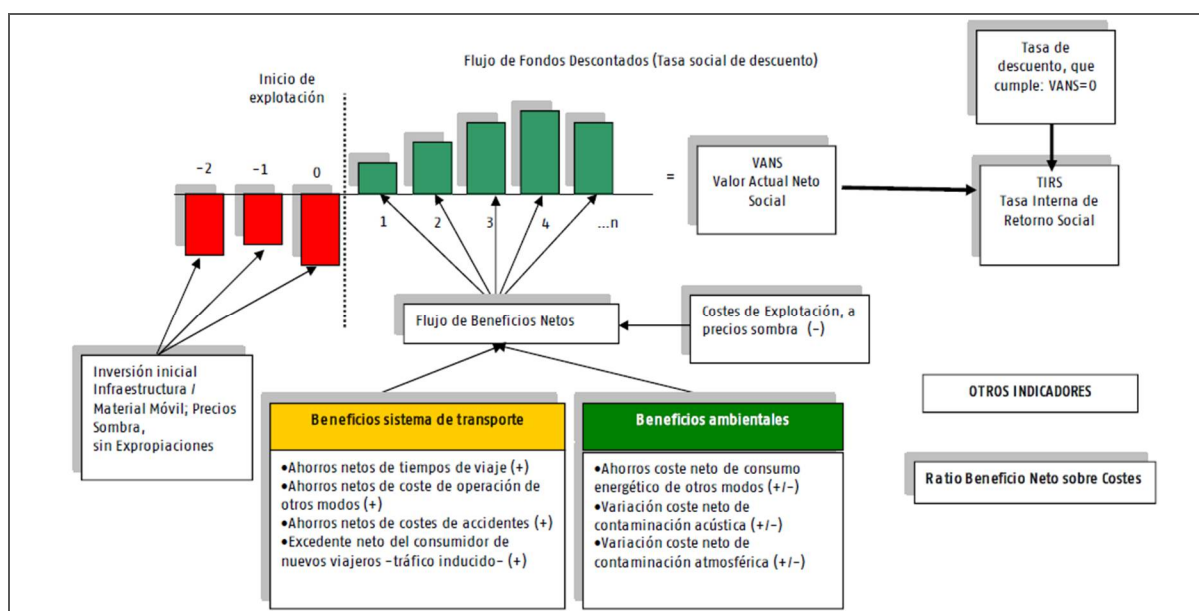 Flujo de Fondos Descontados (Tasa social de descuento)
Inicio de
explotación
Tasa de
descuento, que
cumple: VANS=0
-2
-1
0
=
VANS
Valor Actual Neto
Social
TIRS
Tasa Interna de
Retorno Social
1
2
3
4
...n
Flujo de Beneficios Netos
Costes de Explotación, a
precios sombra (-)
Inversión inicial
Infraestructura /
Material Móvil; Precios
Sombra,
sin Expropiaciones
Beneficios sistema de transporte
•Ahorros netos de tiempos de viaje (+)
•Ahorros netos de coste de operación de
otros modos (+)
•Ahorros netos de costes de accidentes (+)
•Excedente neto del consumidor de
nuevos viajeros -tráfico inducido- (+)
Beneficios ambientales
•Ahorros coste neto de consumo
energético de otros modos (+/-)
•Variación coste neto de
contaminación acústica (+/-)
•Variación coste neto de
contaminación atmosférica (+/-)
OTROS INDICADORES
Ratio Beneficio Neto sobre Costes